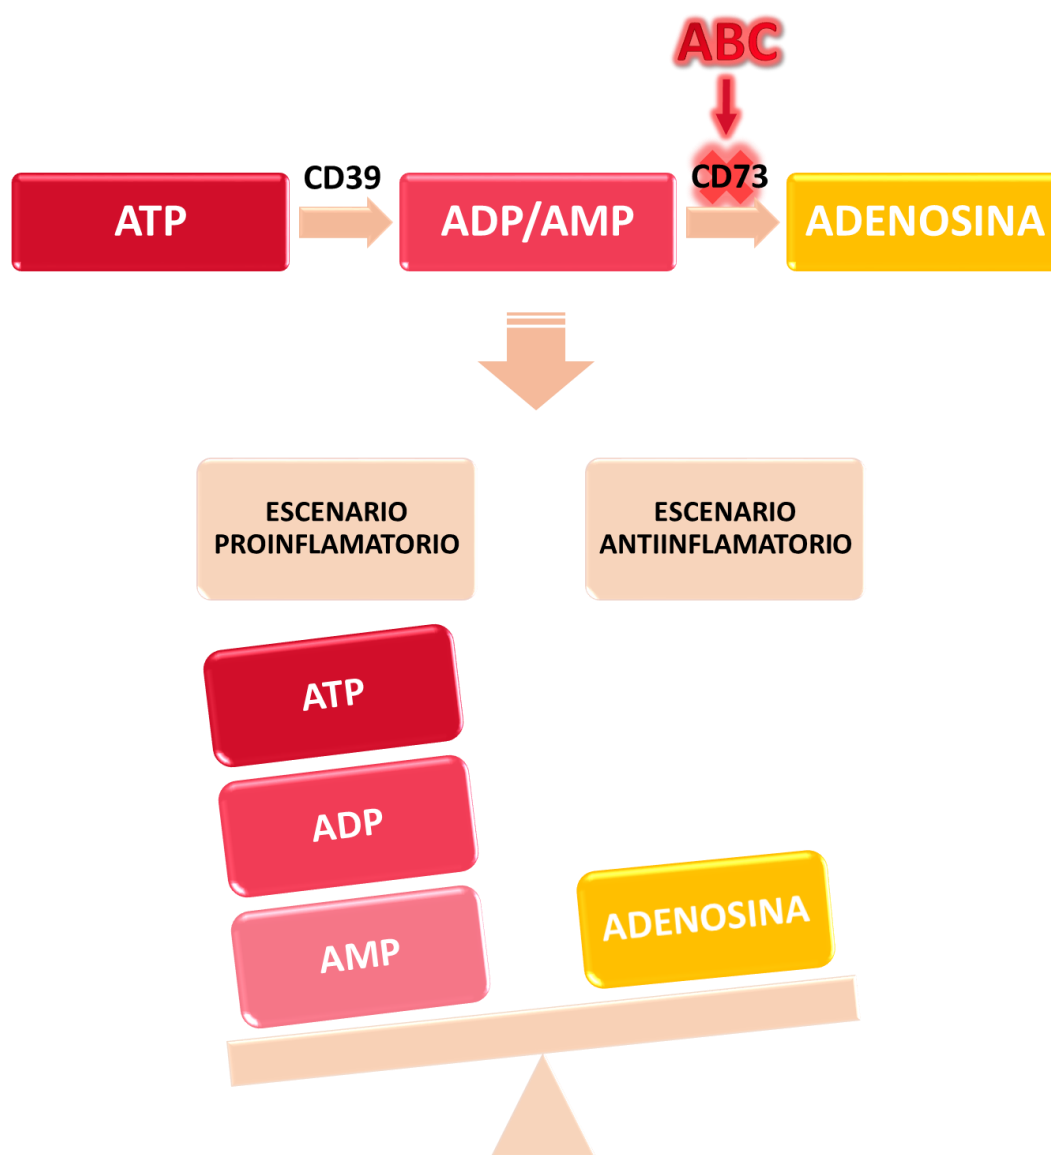 ABC
CD39
CD73
ATP
ADP/AMP
ADENOSINA
ESCENARIO
PROINFLAMATORIO
ESCENARIO
ANTIINFLAMATORIO
ATP
ADP
AMP
ADENOSINA